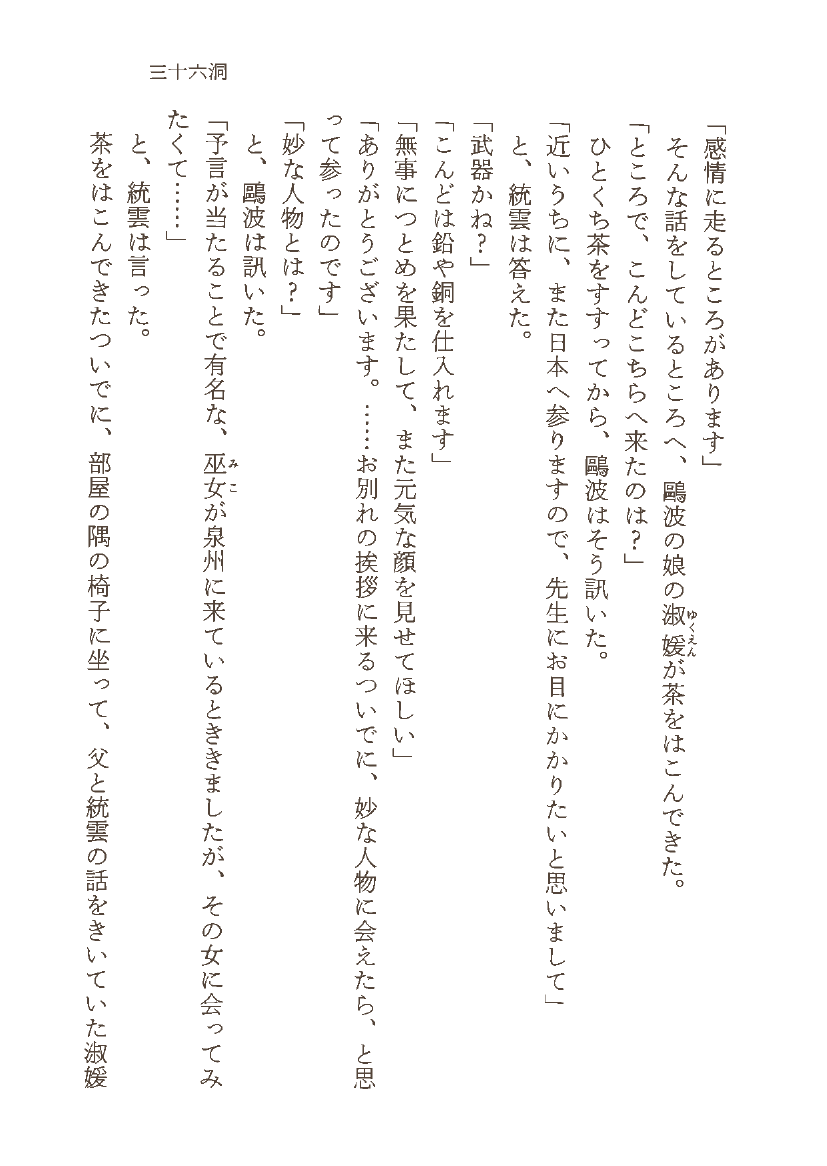 三十六洞
「感情に走るところがあります」
そんな話をしているところへ、鷗波の娘の淑媛が茶をはこんできた。
「ところで、こんどこちらへ来たのは？」
ひとくち茶をすすってから、鷗波はそう訊いた。
「近いうちに、また日本へ参りますので、先生にお目にかかりたいと思いまして」
と、統雲は答えた。
「武器かね？」
「こんどは鉛や銅を仕入れます」
「無事につとめを果たして、また元気な顔を見せてほしい」
「ありがとうございます。……お別れの挨拶に来るついでに、妙な人物に会えたら、と思
って参ったのです」
「妙な人物とは？」
と、鷗波は訊いた。
「予言が当たることで有名な、巫女が泉州に来ているとききましたが、その女に会ってみ
たくて……」
と、統雲は言った。
茶をはこんできたついでに、部屋の隅の椅子に坐って、父と統雲の話をきいていた淑媛
ゆくえん
みこ